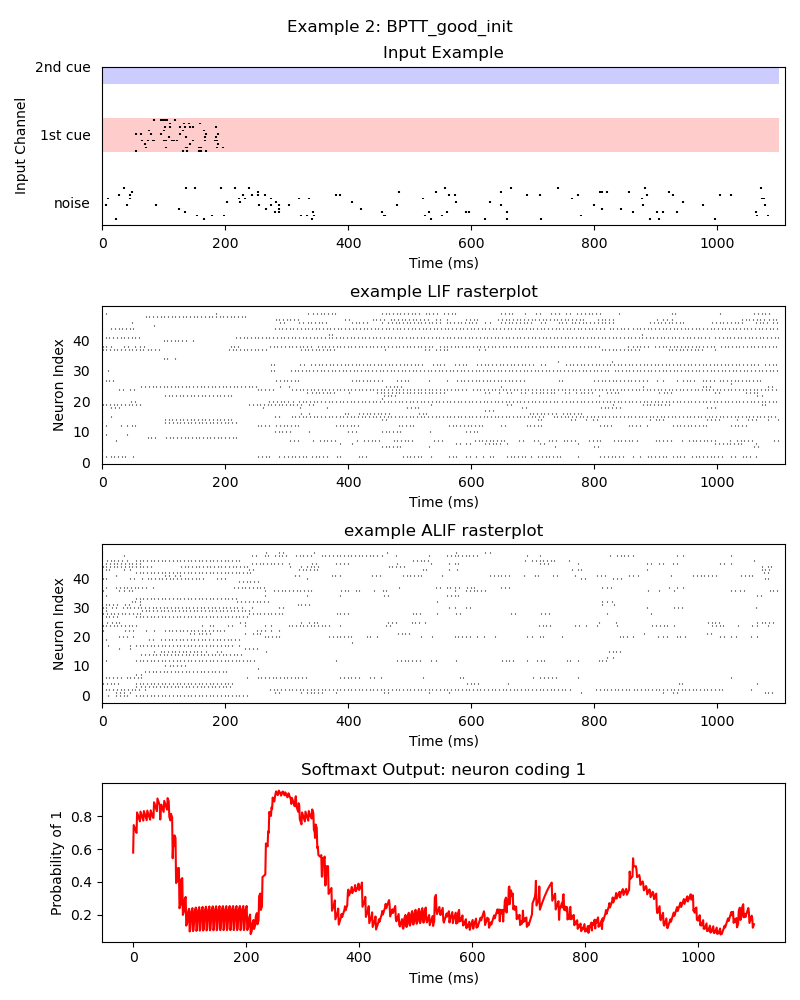 Example 2: BPTT_good_init
Input Example
Input Channel
2nd cue
1st cue
noise
0 200 400 600 800 1000
Time (ms)
example LIF rasterplot
Neuron Index
40
30
20
10
0
0 200 400 600 800 1000
Time (ms)
example ALIF rasterplot
Neuron Index
40
30
20
10
0
0 200 400 600 800 1000
Time (ms)
Softmaxt Output: neuron coding 1
Probability of 1
0.8
0.6
0.4
0.2
0 200 400 600 800 1000
Time (ms)